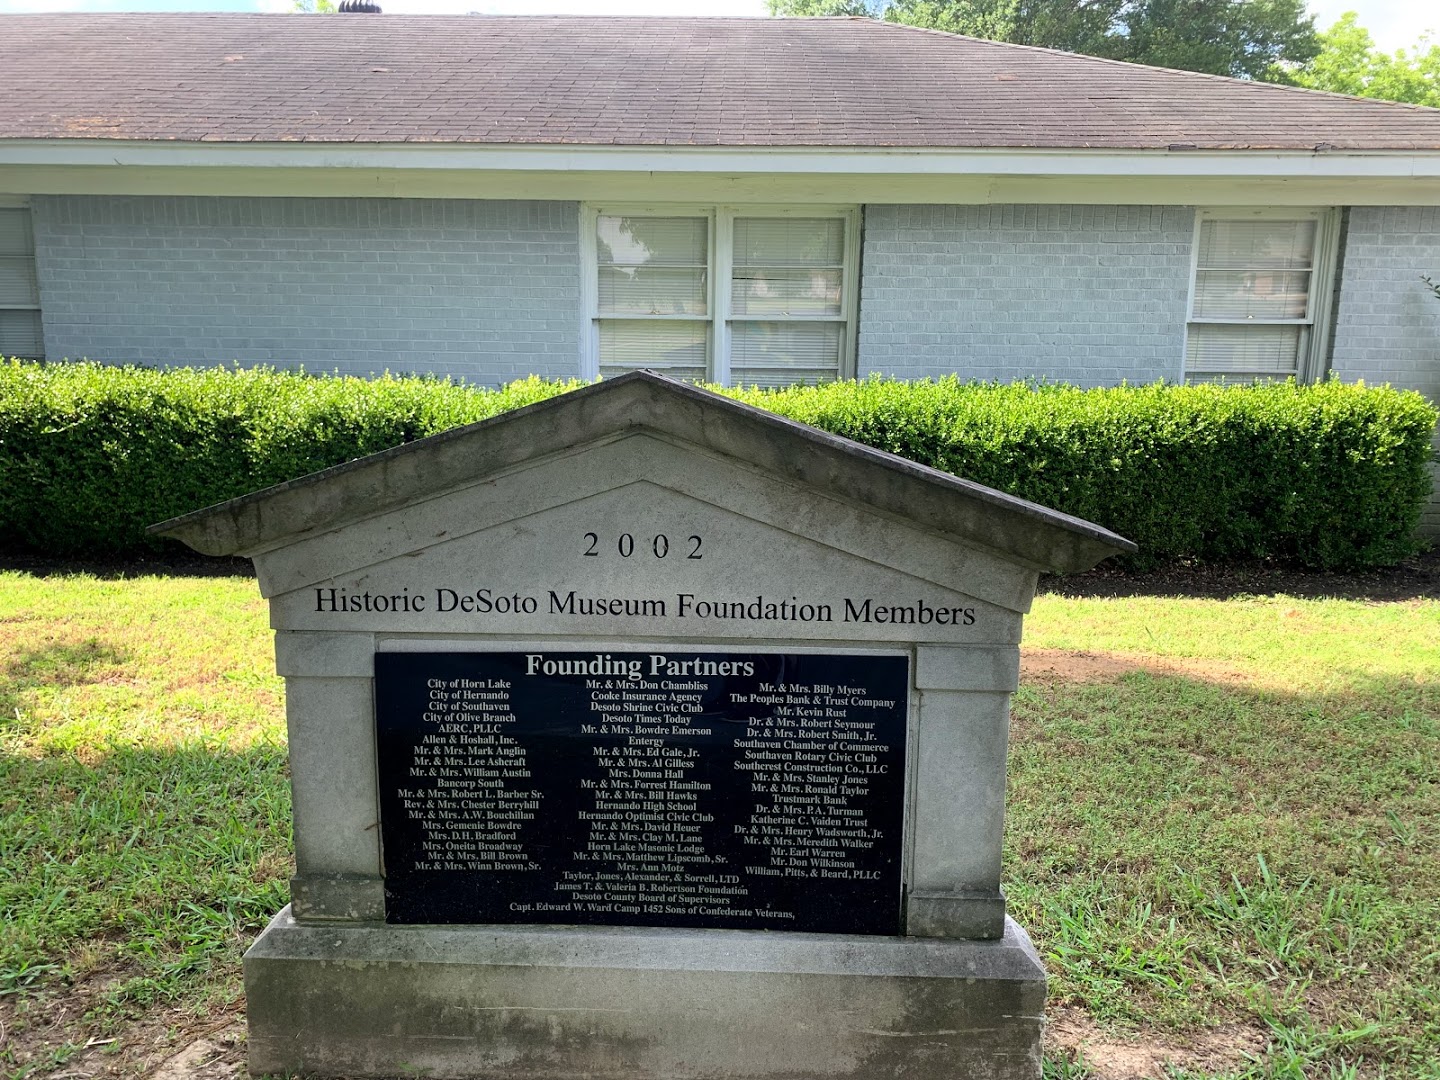 2002
Historic DeSoto Museum Foundation Members
Founding Partners
City of Horn Lake
City of Hernando
City of Southaven
City of Olive Branch
AERC, PLLC
Allen & Hoshall, Inc.
Mr. & Mrs. Mark Anglin
Mr. & Mrs. Lee Ashcraft
Mr. & Mrs. William Austin
Bancorp South
Mr. & Mrs. Robert L. Barber Sr.
Rev. & Mrs. Chester Berryhill
Mr. & Mrs. A.W. Bouchillan
Mrs. Gemenie Bowdre
Mrs. D.H. Bradford
Mrs. Oneita Broadway
Mr. & Mrs. Bill Brown
Mr. & Mrs. Winn Brown, Sr.
Mr. & Mrs. Don Chambliss
Cooke Insurance Agency
Desoto Shrine Civic Club
Desoto Times Today
Mr. & Mrs. Bowdre Emerson
Entergy
Mr. & Mrs. Ed Gale, Jr.
Mr. & Mrs. Al Gilless
Mrs. Donna Hall
Mr. & Mrs. Forrest Hamilton
Mr. & Mrs. Bill Hawks
Hernando High School
Hernando Optimist Civic Club
Mr. & Mrs. David Heuer
Mr. & Mrs. Clay M. Lane
Horn Lake Masonic Lodge
Mr. & Mrs. Matthew Lipscomb, Sr.
Mrs. Ann Motz
Mr. & Mrs. Billy Myers
The Peoples Bank & Trust Company
Mr. Kevin Rust
Dr. & Mrs. Robert Seymour
Dr. & Mrs. Robert Smith, Jr.
Southaven Chamber of Commerce
Southaven Rotary Civic Club
Southcrest Construction Co., LLC
Mr. & Mrs. Stanley Jones
Mr. & Mrs. Ronald Taylor
Trustmark Bank
Dr. & Mrs. P.A. Turman
Katherine C. Vaiden Trust
Dr. & Mrs. Henry Wadsworth, Jr.
Mr. & Mrs. Meredith Walker
Mr. Earl Warren
Mr. Don Wilkinson
William, Pitts, & Beard, PLLC
Taylor, Jones, Alexander, & Sorrell, LTD
James T. & Valeria B. Robertson Foundation
Desoto County Board of Supervisors
Capt. Edward W. Ward Camp 1452 Sons of Confederate Veterans,